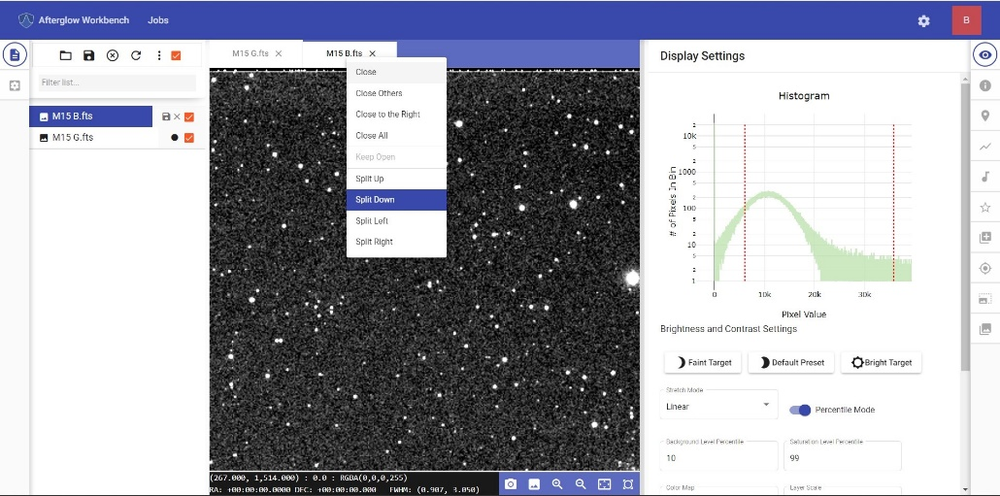 Afterglow Workbench
Jobs
B
Filter list...
M15 B.fts
M15 G.fts
M15 G.fts
M15 B.fts
Close
Close Others
Close to the Right
Close All
Keep Open
Split Up
Split Down
Split Left
Split Right
(267.000, 1,514.000) : 0.0 : RGBA(0,0,0,255)
RA: +00:00:00.0000 DEC: +00:00:00.000 FWHM: (0.907, 3.050)
Display Settings
Histogram
# of Pixels In Bin
2
10k
5
2
1000
5
2
100
5
2
10
5
2
1
0
10k
20k
30k
Pixel Value
Brightness and Contrast Settings
Faint Target
Default Preset
Bright Target
Stretch Mode
Linear
Percentile Mode
Background Level Percentile
10
Saturation Level Percentile
99
Color Map
Layer Scale